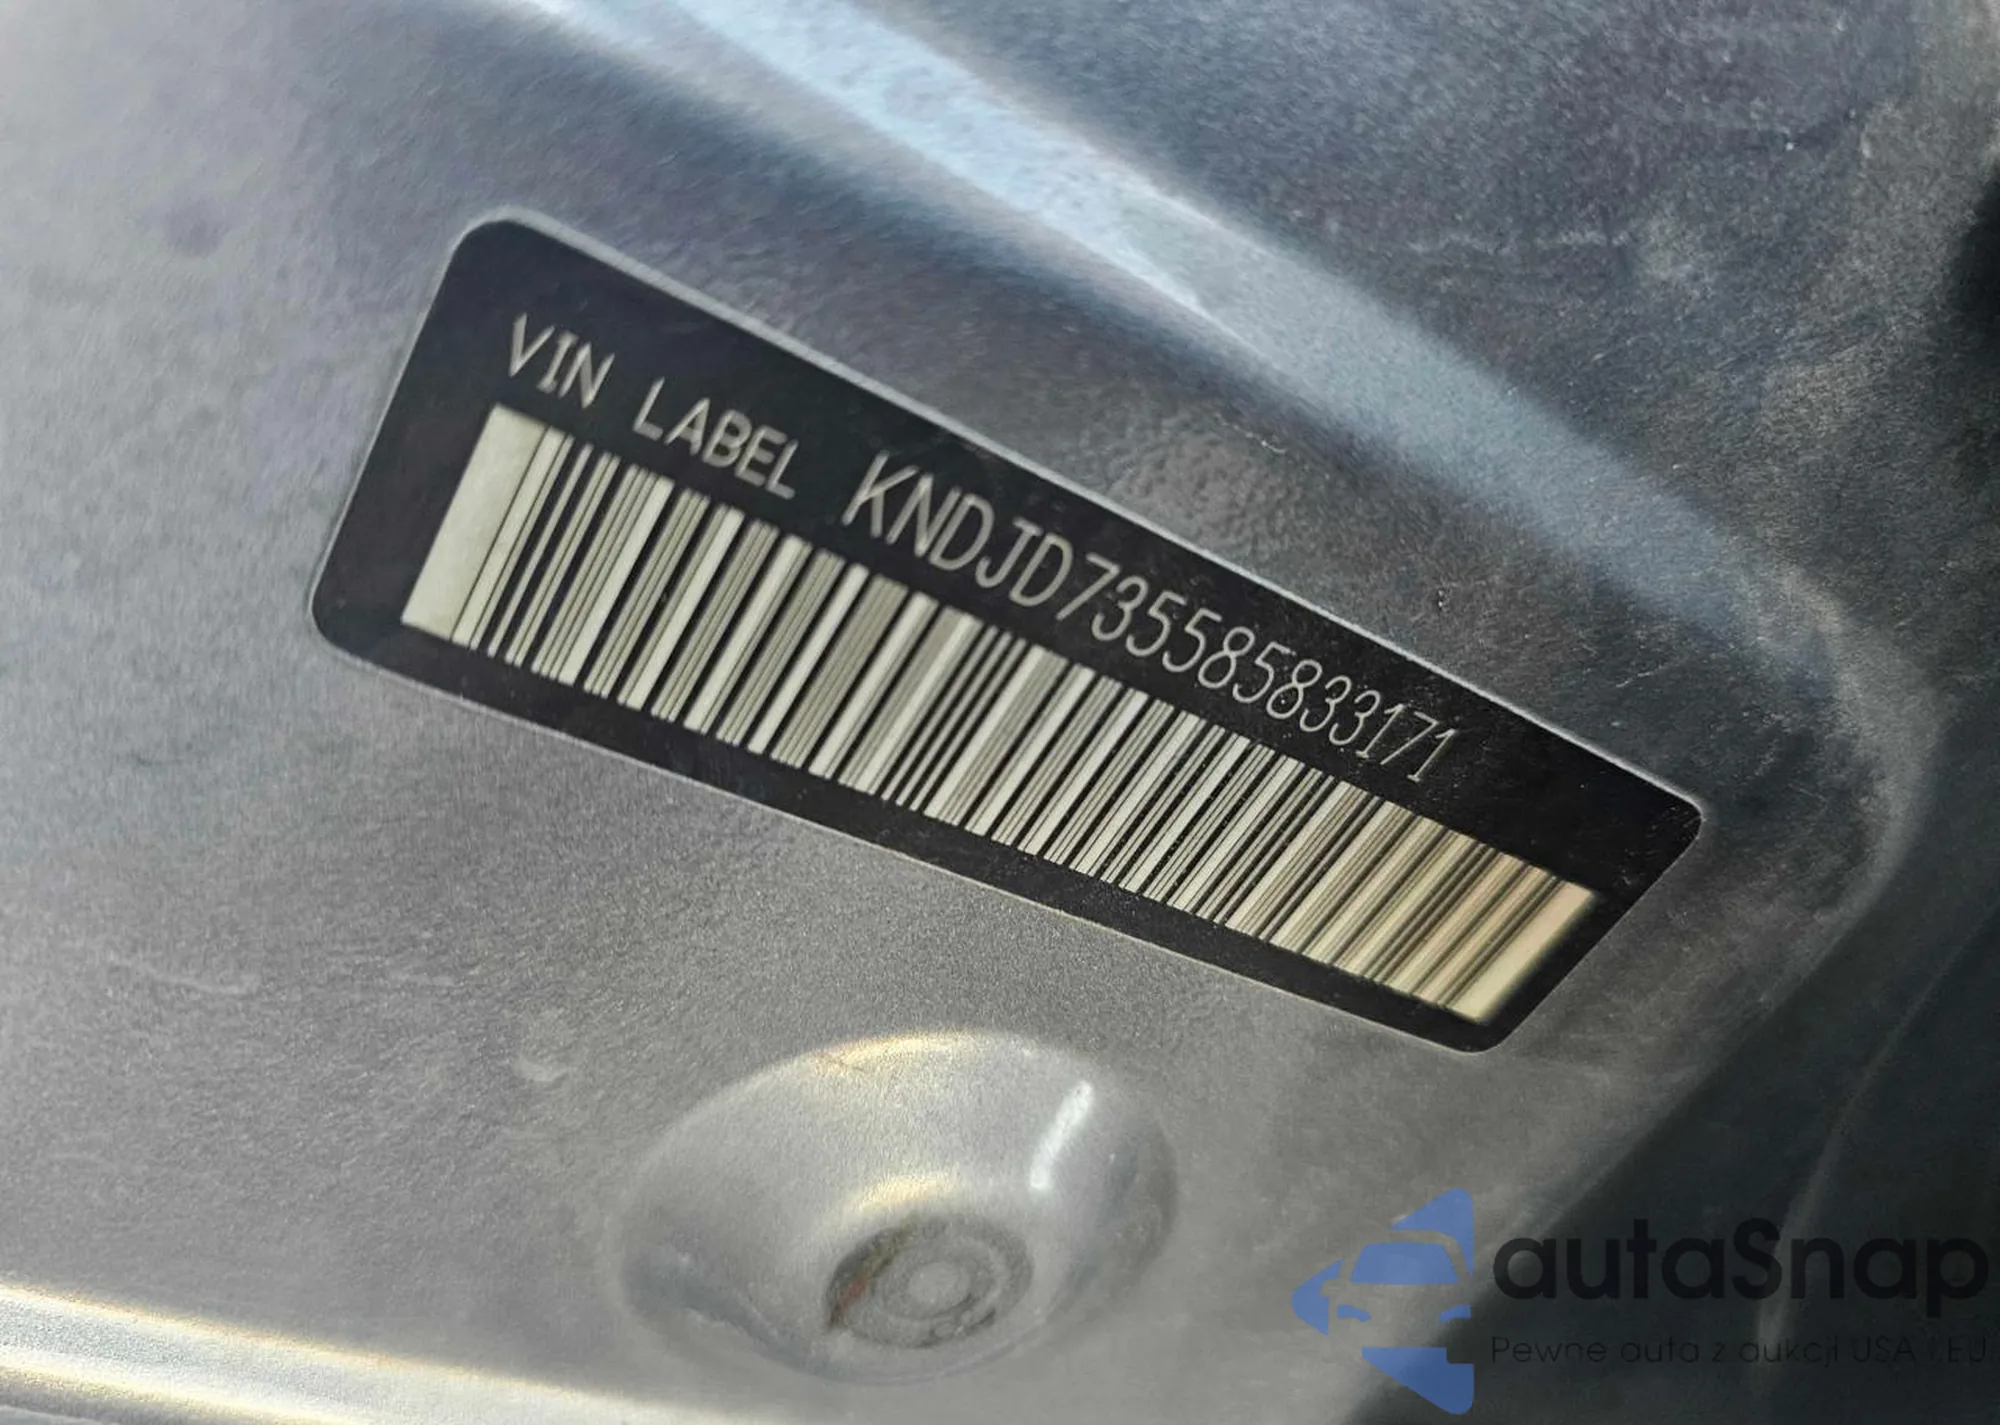 VIN LABEL KNDJD735585833171
autaSnap
Pewne auta z aukcji USA i EU